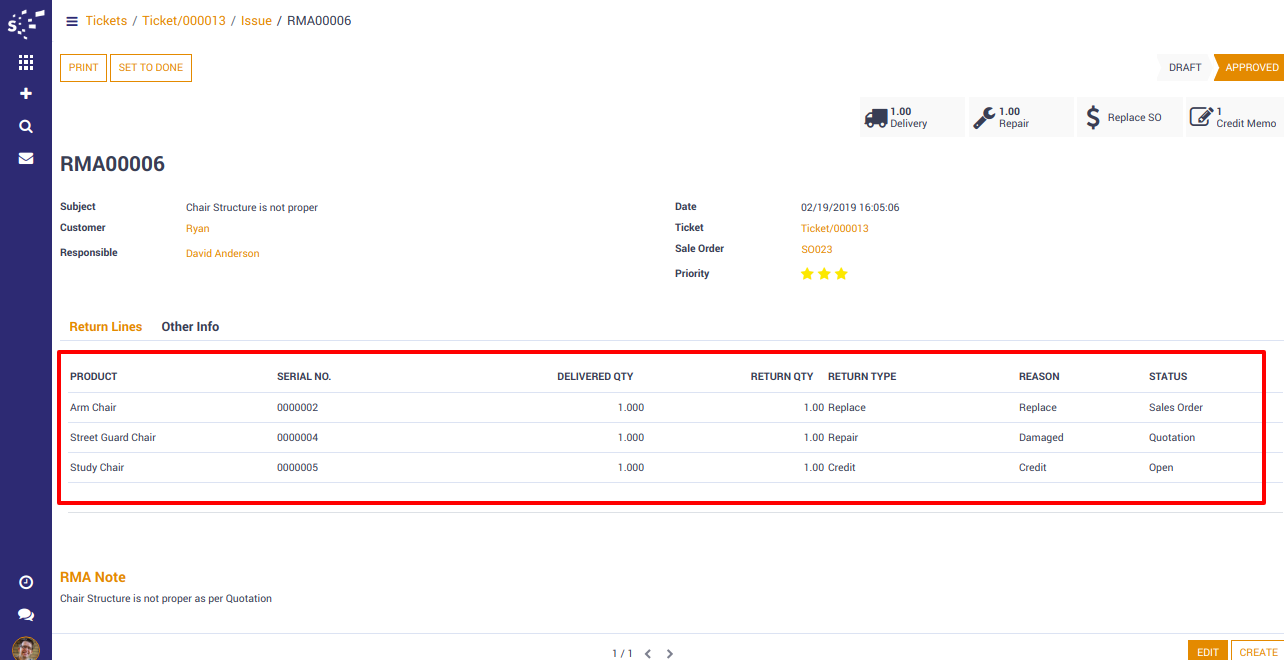 Tickets / Ticket/000013 / Issue / RMA00006
PRINT SET TO DONE DRAFT APPROVED
1.00 Delivery
1.00 Repair
Replace SO
1 Credit Memo
RMA00006
Subject Chair Structure is not proper
Customer Ryan
Responsible David Anderson
Date 02/19/2019 16:05:06
Ticket Ticket/000013
Sale Order SO023
Priority
Return Lines Other Info
PRODUCT SERIAL NO. DELIVERED QTY RETURN QTY RETURN TYPE REASON STATUS
Arm Chair 0000002 1.000 1.00 Replace Replace Sales Order
Street Guard Chair 0000004 1.000 1.00 Repair Damaged Quotation
Study Chair 0000005 1.000 1.00 Credit Credit Open
RMA Note
Chair Structure is not proper as per Quotation
1 / 1
EDIT CREATE